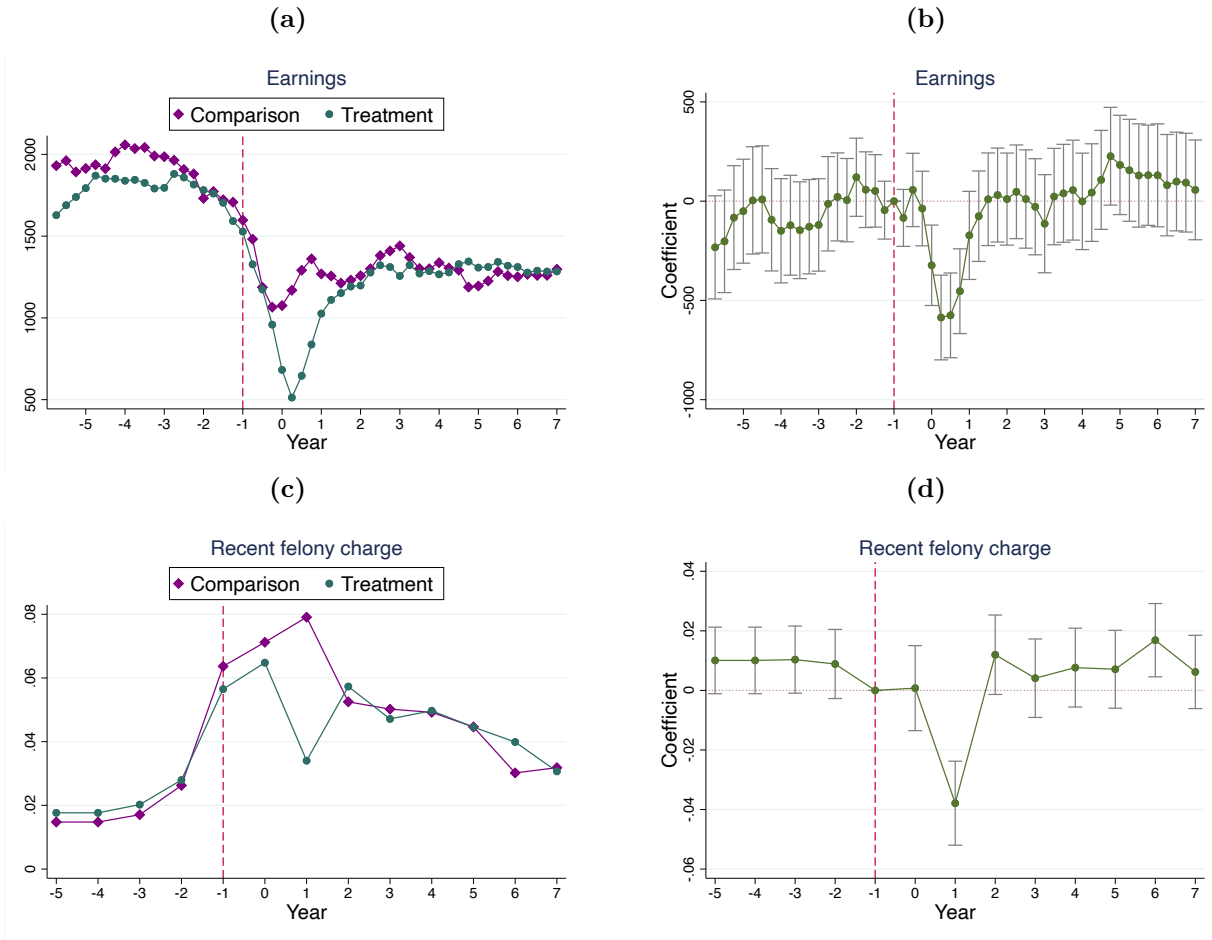 (a)
Earnings
Comparison Treatment
2000
1500
1000
500
-5 -4 -3 -2 -1 0 1 2 3 4 5 6 7
Year
(b)
Earnings
Coefficient
500
0
-500
-1000
-5 -4 -3 -2 -1 0 1 2 3 4 5 6 7
Year
(c)
Recent felony charge
Comparison Treatment
.08
.06
.04
.02
0
-5 -4 -3 -2 -1 0 1 2 3 4 5 6 7
Year
(d)
Recent felony charge
Coefficient
.04
.02
0
-.02
-.04
-.06
-5 -4 -3 -2 -1 0 1 2 3 4 5 6 7
Year